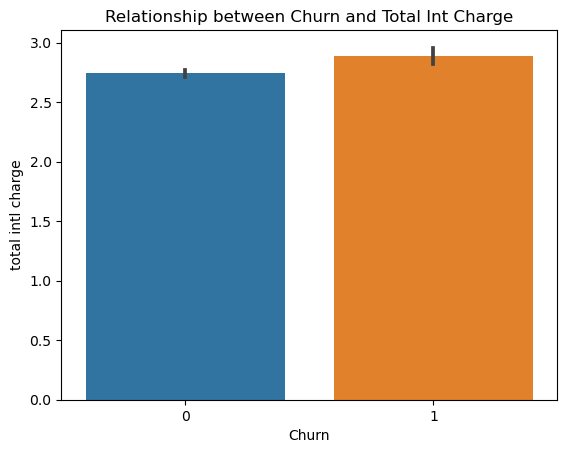 Relationship between Churn and Total Int Charge
total intl charge
3.0
2.5
2.0
1.5
1.0
0.5
0.0
0 1
Churn